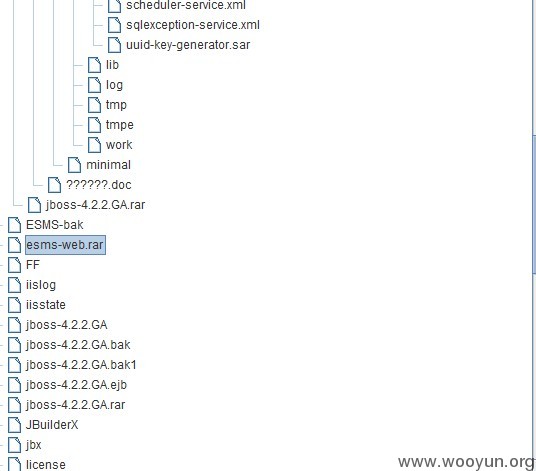 scheduler-service.xml
sqlexception-service.xml
uuid-key-generator.sar
lib
log
tmp
tmpe
work
minimal
??????.doc
jboss-4.2.2.GA.rar
ESMS-bak
esms-web.rar
FF
iislog
iisstate
jboss-4.2.2.GA
jboss-4.2.2.GA.bak
jboss-4.2.2.GA.bak1
jboss-4.2.2.GA.ejb
jboss-4.2.2.GA.rar
JBuilderX
jbx
license
www.wooyun.org